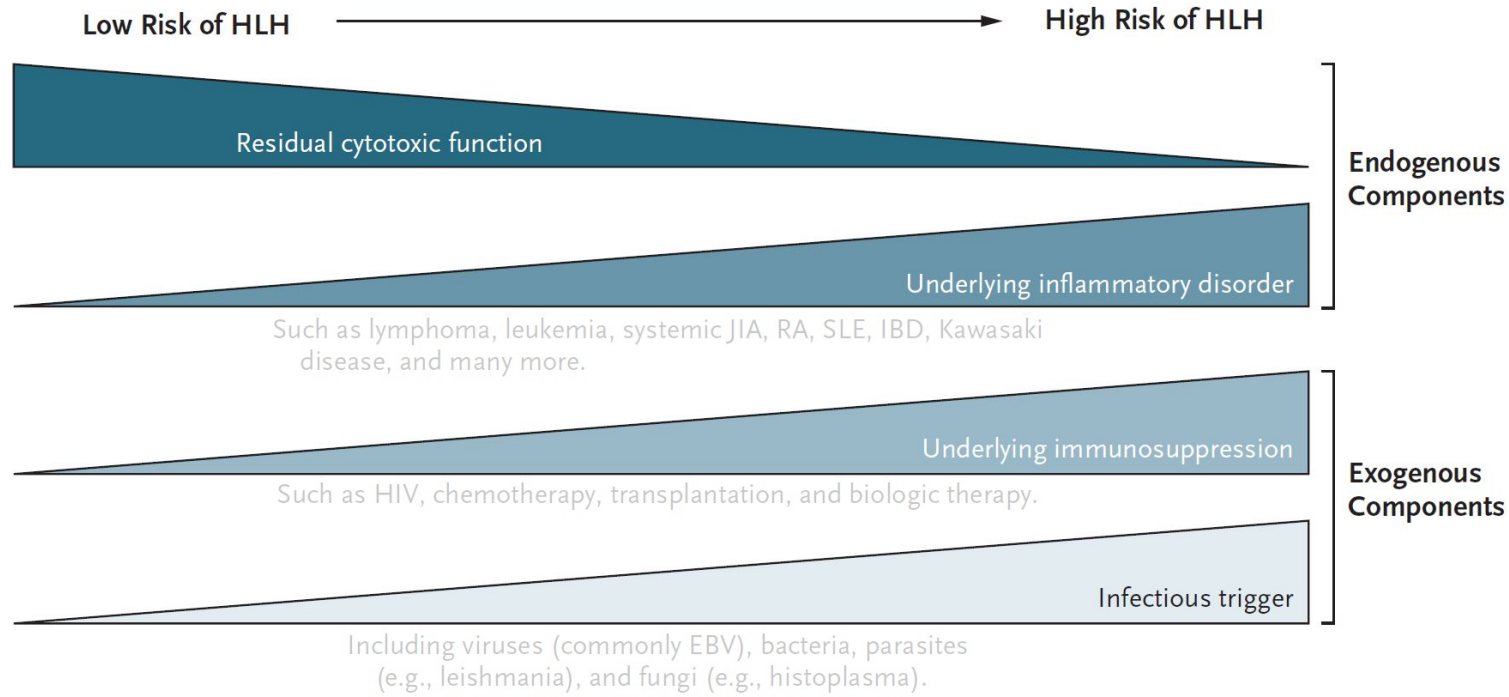 Low Risk of HLH
High Risk of HLH
Residual cytotoxic function
Endogenous
Components
Underlying inflammatory disorder
Such as lymphoma, leukemia, systemic JIA, RA, SLE, IBD, Kawasaki
disease, and many more.
Underlying immunosuppression
Such as HIV, chemotherapy, transplantation, and biologic therapy.
Exogenous
Components
Infectious trigger
Including viruses (commonly EBV), bacteria, parasites
(e.g., leishmania), and fungi (e.g., histoplasma).